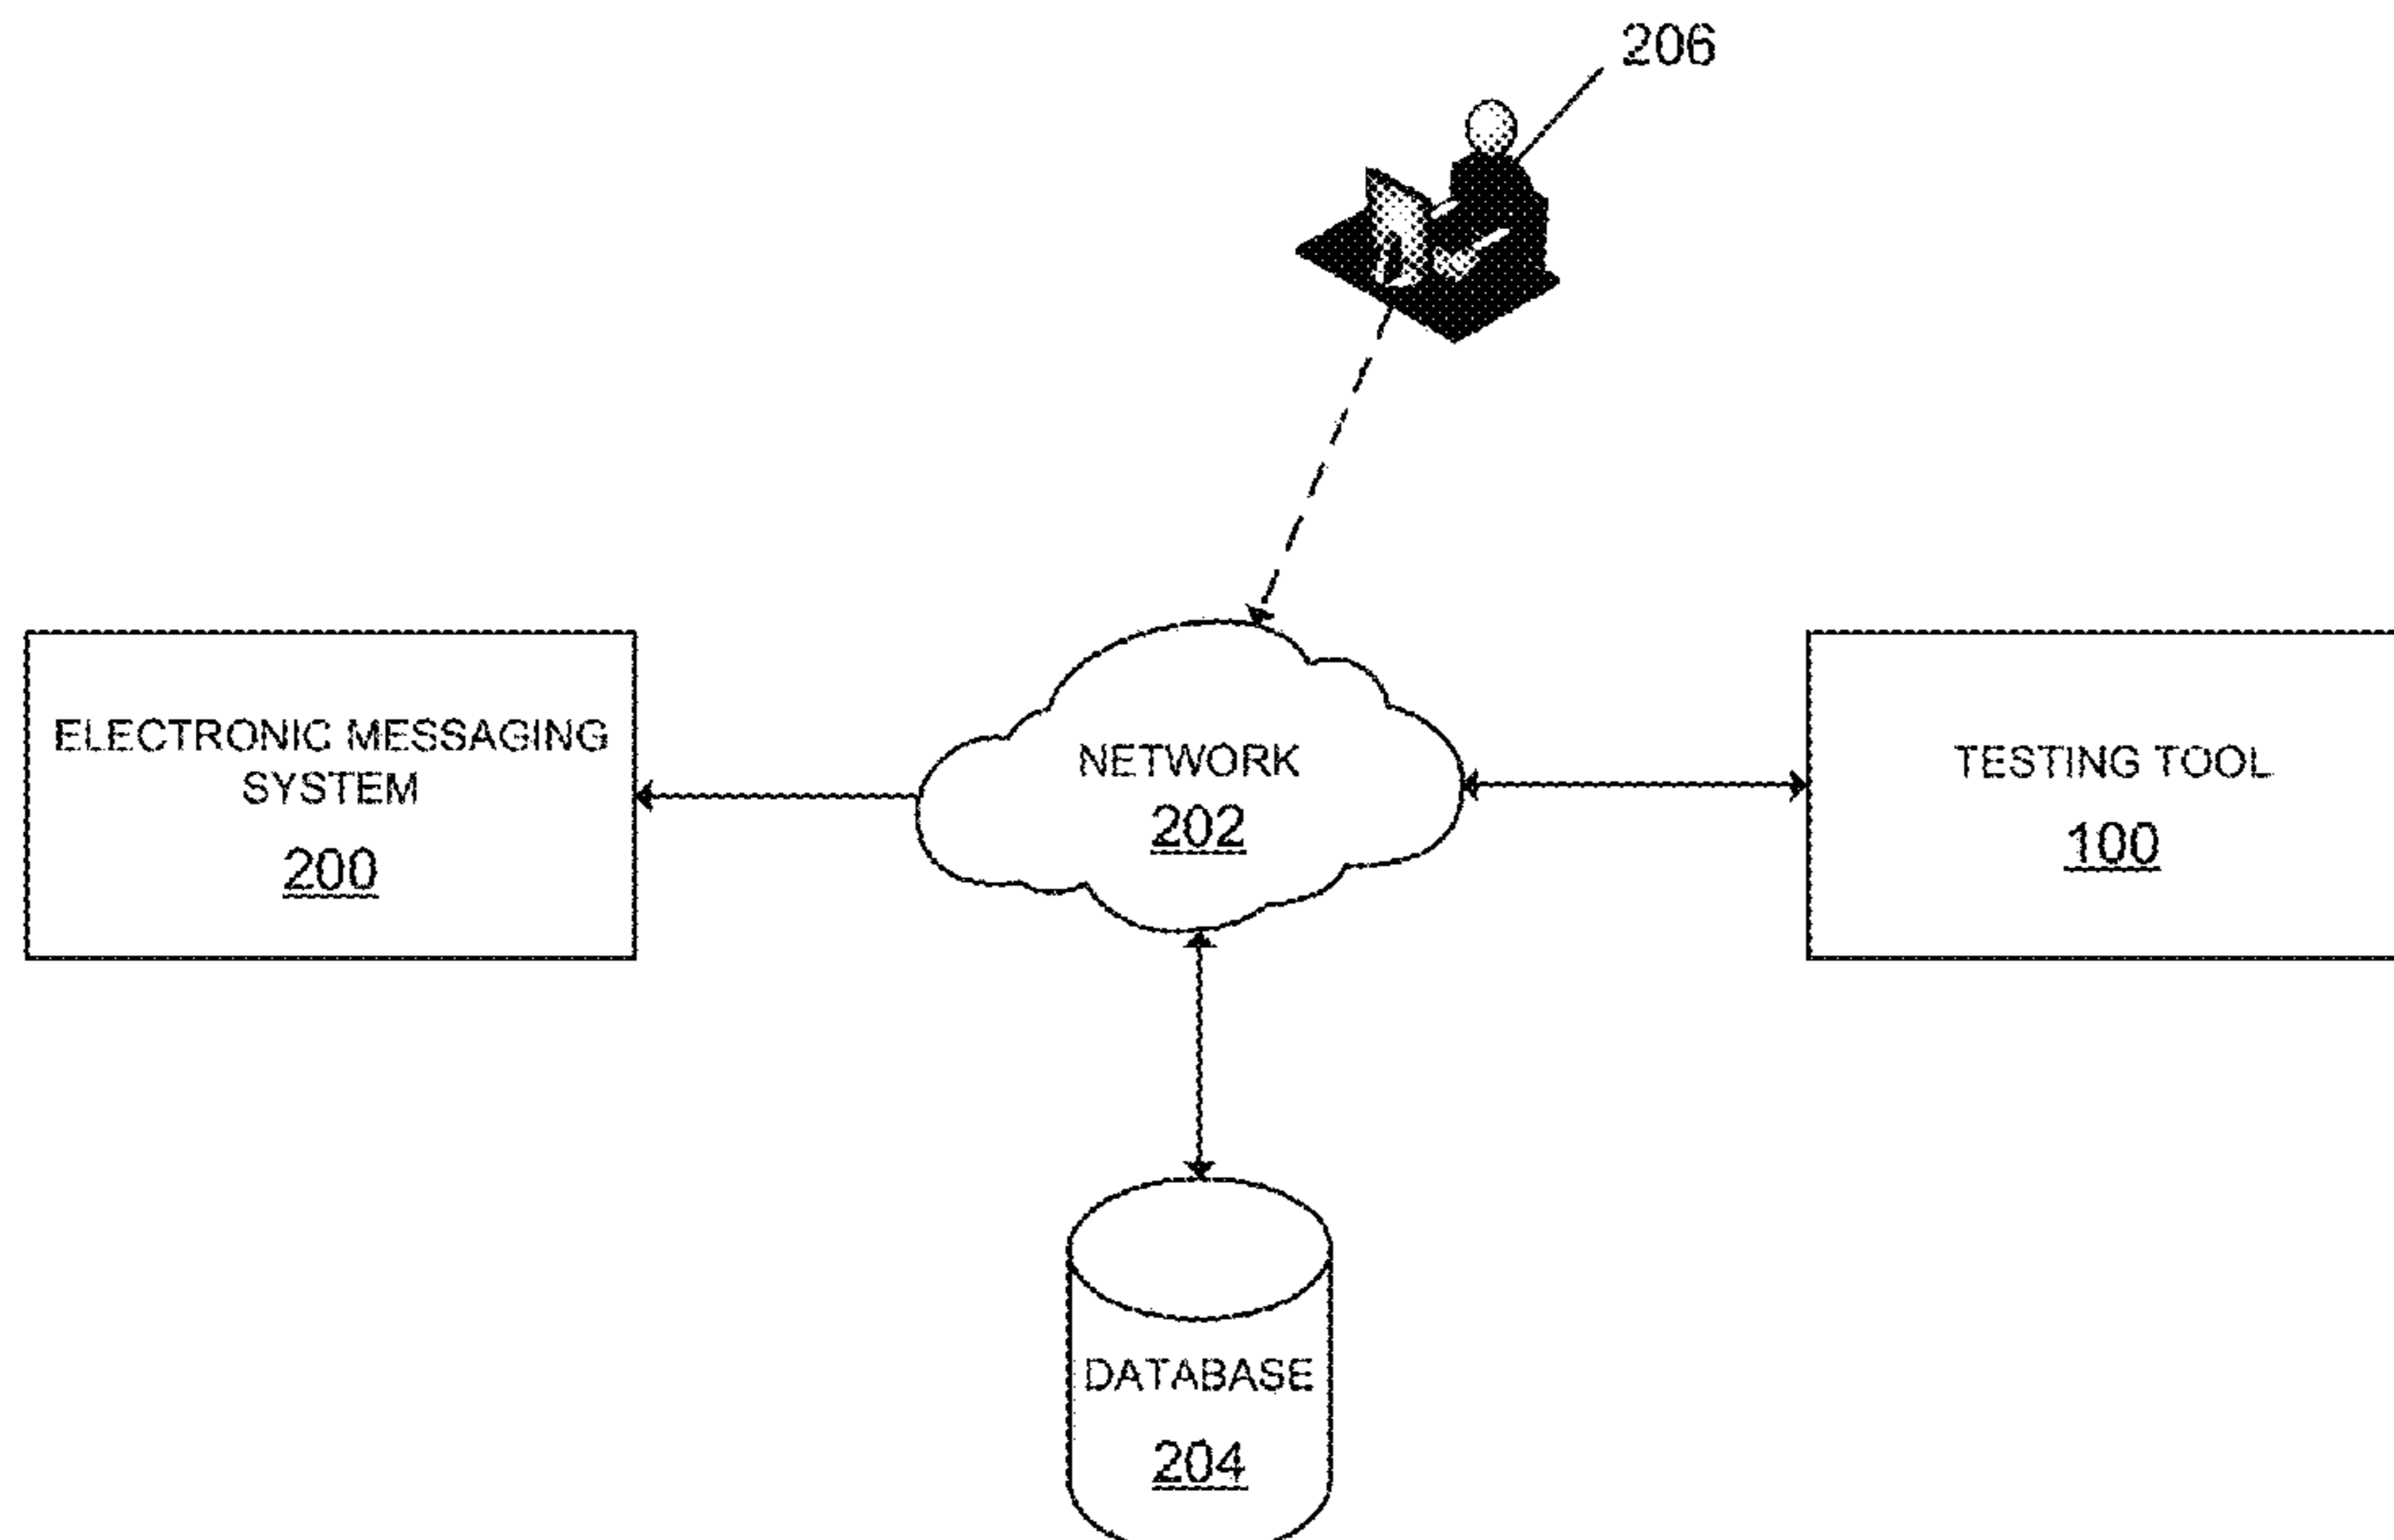 206
ELECTRONIC MESSAGING
SYSTEM
200
NETWORK
202
TESTING TOOL
100
DATABASE
204